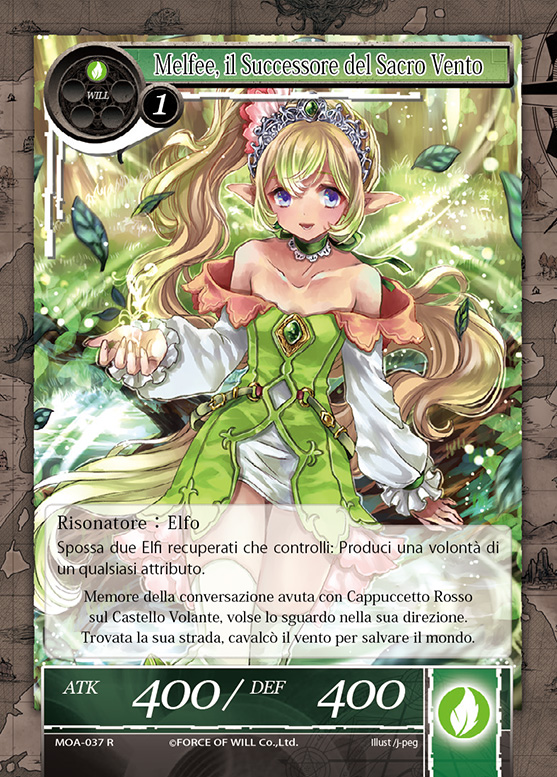 Melfee, il Successore del Sacro Vento
WILL
1
Risonatore : Elfo
Spossa due Elfi recuperati che controlli: Produci una volontà di
un qualsiasi attributo.
Memore della conversazione avuta con Cappuccetto Rosso
sul Castello Volante, volse lo sguardo nella sua direzione.
Trovata la sua strada, cavalcò il vento per salvare il mondo.
ATK 400 / DEF 400
MOA-037 R ©FORCE OF WILL Co.,Ltd. Illust /j-peg